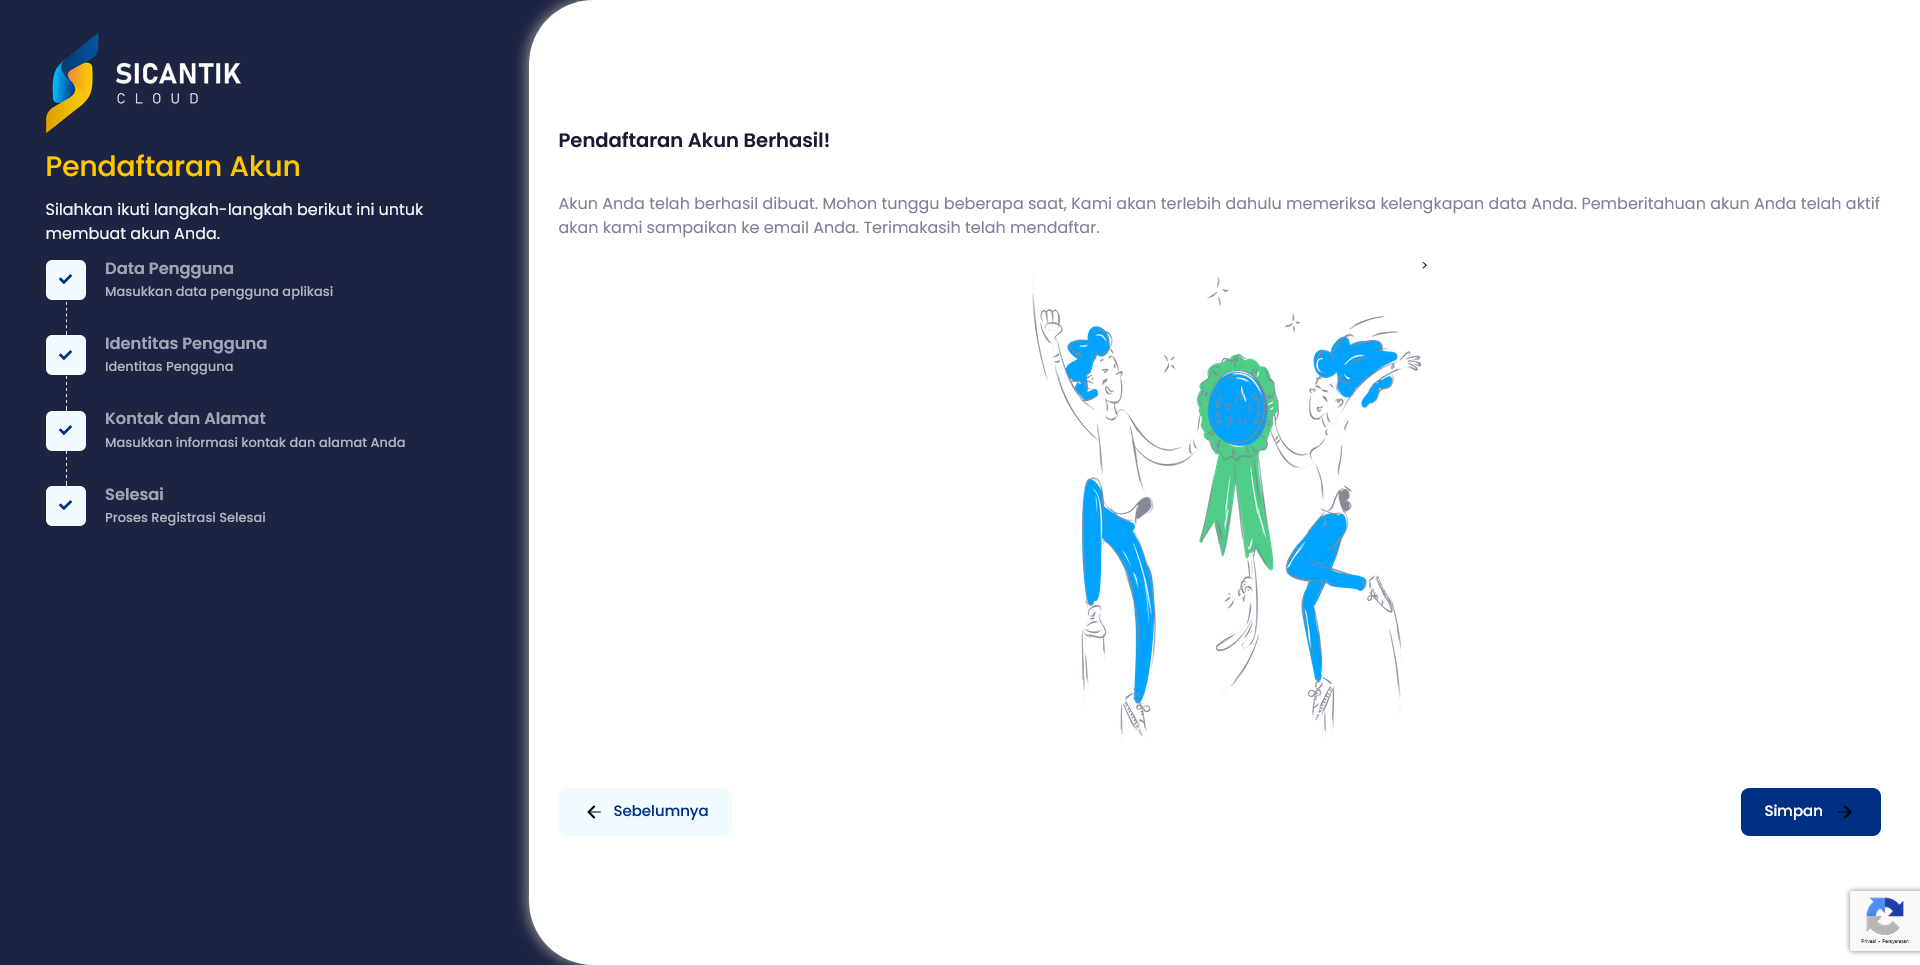 SICANTIK
CLOUD
Pendaftaran Akun
Silahkan ikuti langkah-langkah berikut ini untuk
membuat akun Anda.
Data Pengguna
Masukkan data pengguna aplikasi
Identitas Pengguna
Identitas Pengguna
Kontak dan Alamat
Masukkan informasi kontak dan alamat Anda
Selesai
Proses Registrasi Selesai
Pendaftaran Akun Berhasil!
Akun Anda telah berhasil dibuat. Mohon tunggu beberapa saat, Kami akan terlebih dahulu memeriksa kelengkapan data Anda. Pemberitahuan akun Anda telah aktif
akan kami sampaikan ke email Anda. Terimakasih telah mendaftar.
>
Sebelumnya
Simpan
Privasi - Persyaratan